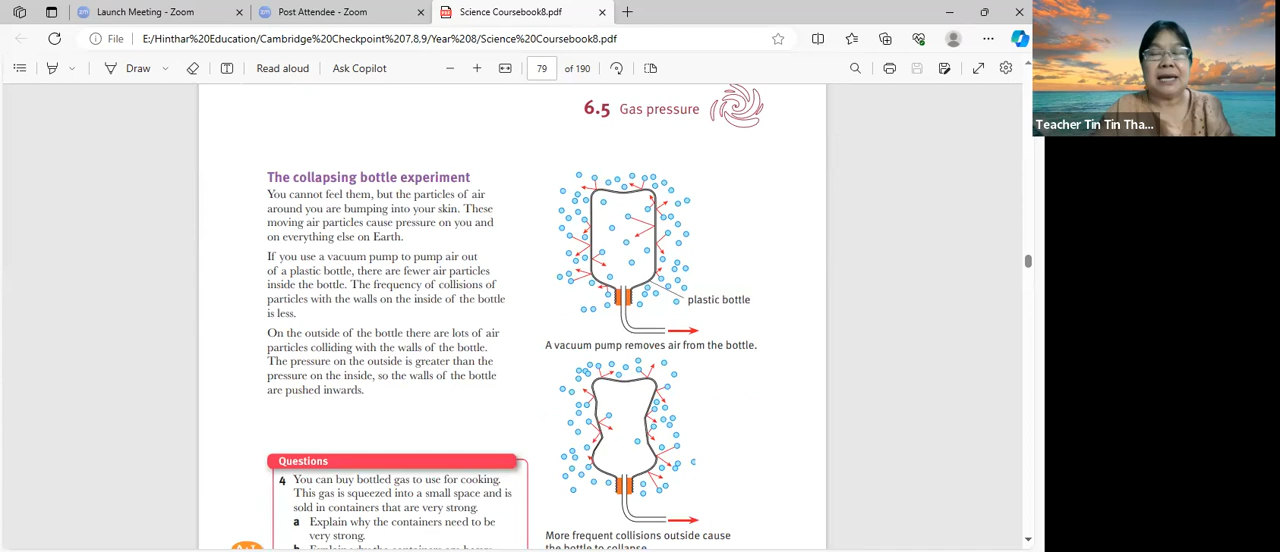 Launch Meeting - Zoom
Post Attendee - Zoom
Science Coursebook8.pdf
File
E:/Hinthar%20Education/Cambridge%20Checkpoint%207.8,9/Year%208/Science%20Coursebook8.pdf
Draw
Read aloud
Ask Copilot
79
of 190
Teacher Tin Tin Tha...
6.5 Gas pressure
The collapsing bottle experiment
You cannot feel them, but the particles of air
around you are bumping into your skin. These
moving air particles cause pressure on you and
on everything else on Earth.
If you use a vacuum pump to pump air out
of a plastic bottle, there are fewer air particles
inside the bottle. The frequency of collisions of
particles with the walls on the inside of the bottle
is less.
On the outside of the bottle there are lots of air
particles colliding with the walls of the bottle.
The pressure on the outside is greater than the
pressure on the inside, so the walls of the bottle
are pushed inwards.
plastic bottle
A vacuum pump removes air from the bottle.
More frequent collisions outside cause
the bottle to collapse
Questions
4 You can buy bottled gas to use for cooking.
This gas is squeezed into a small space and is
sold in containers that are very strong.
a Explain why the containers need to be
very strong.
b Explain why the containers are heavy